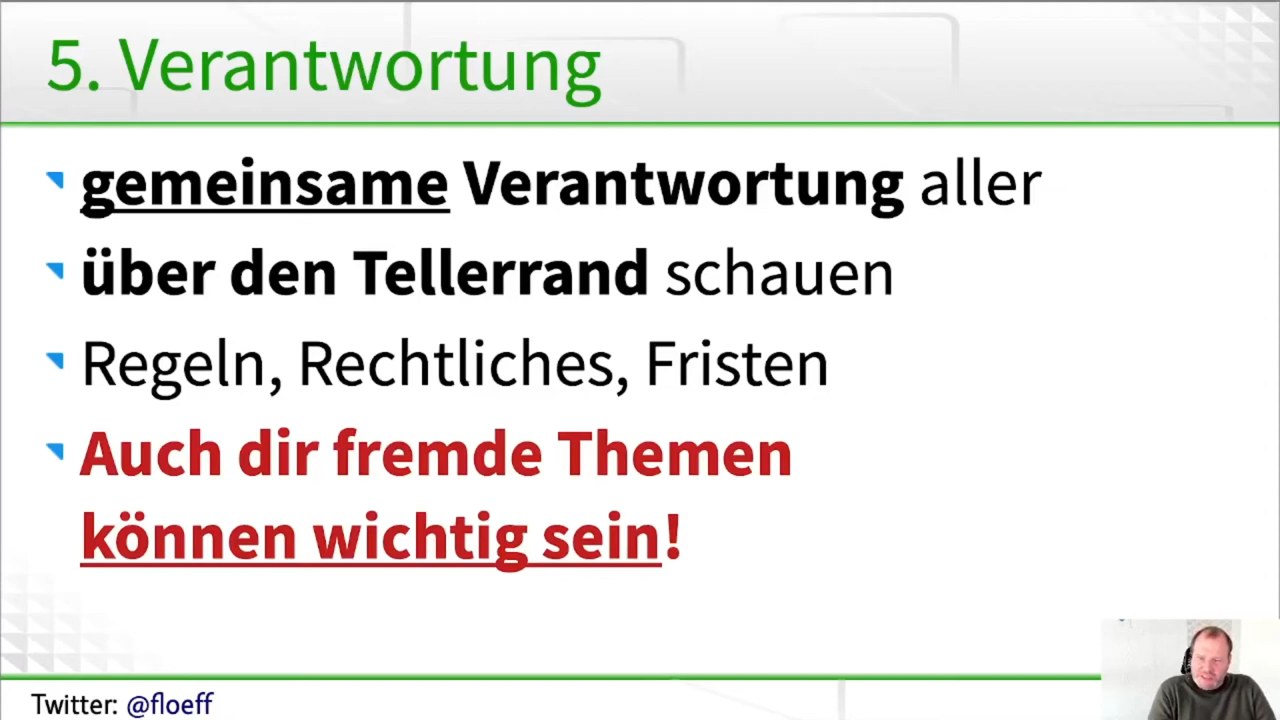 5. Verantwortung
gemeinsame Verantwortung aller
über den Tellerrand schauen
Regeln, Rechtliches, Fristen
Auch dir fremde Themen
können wichtig sein!
Twitter: @floeff